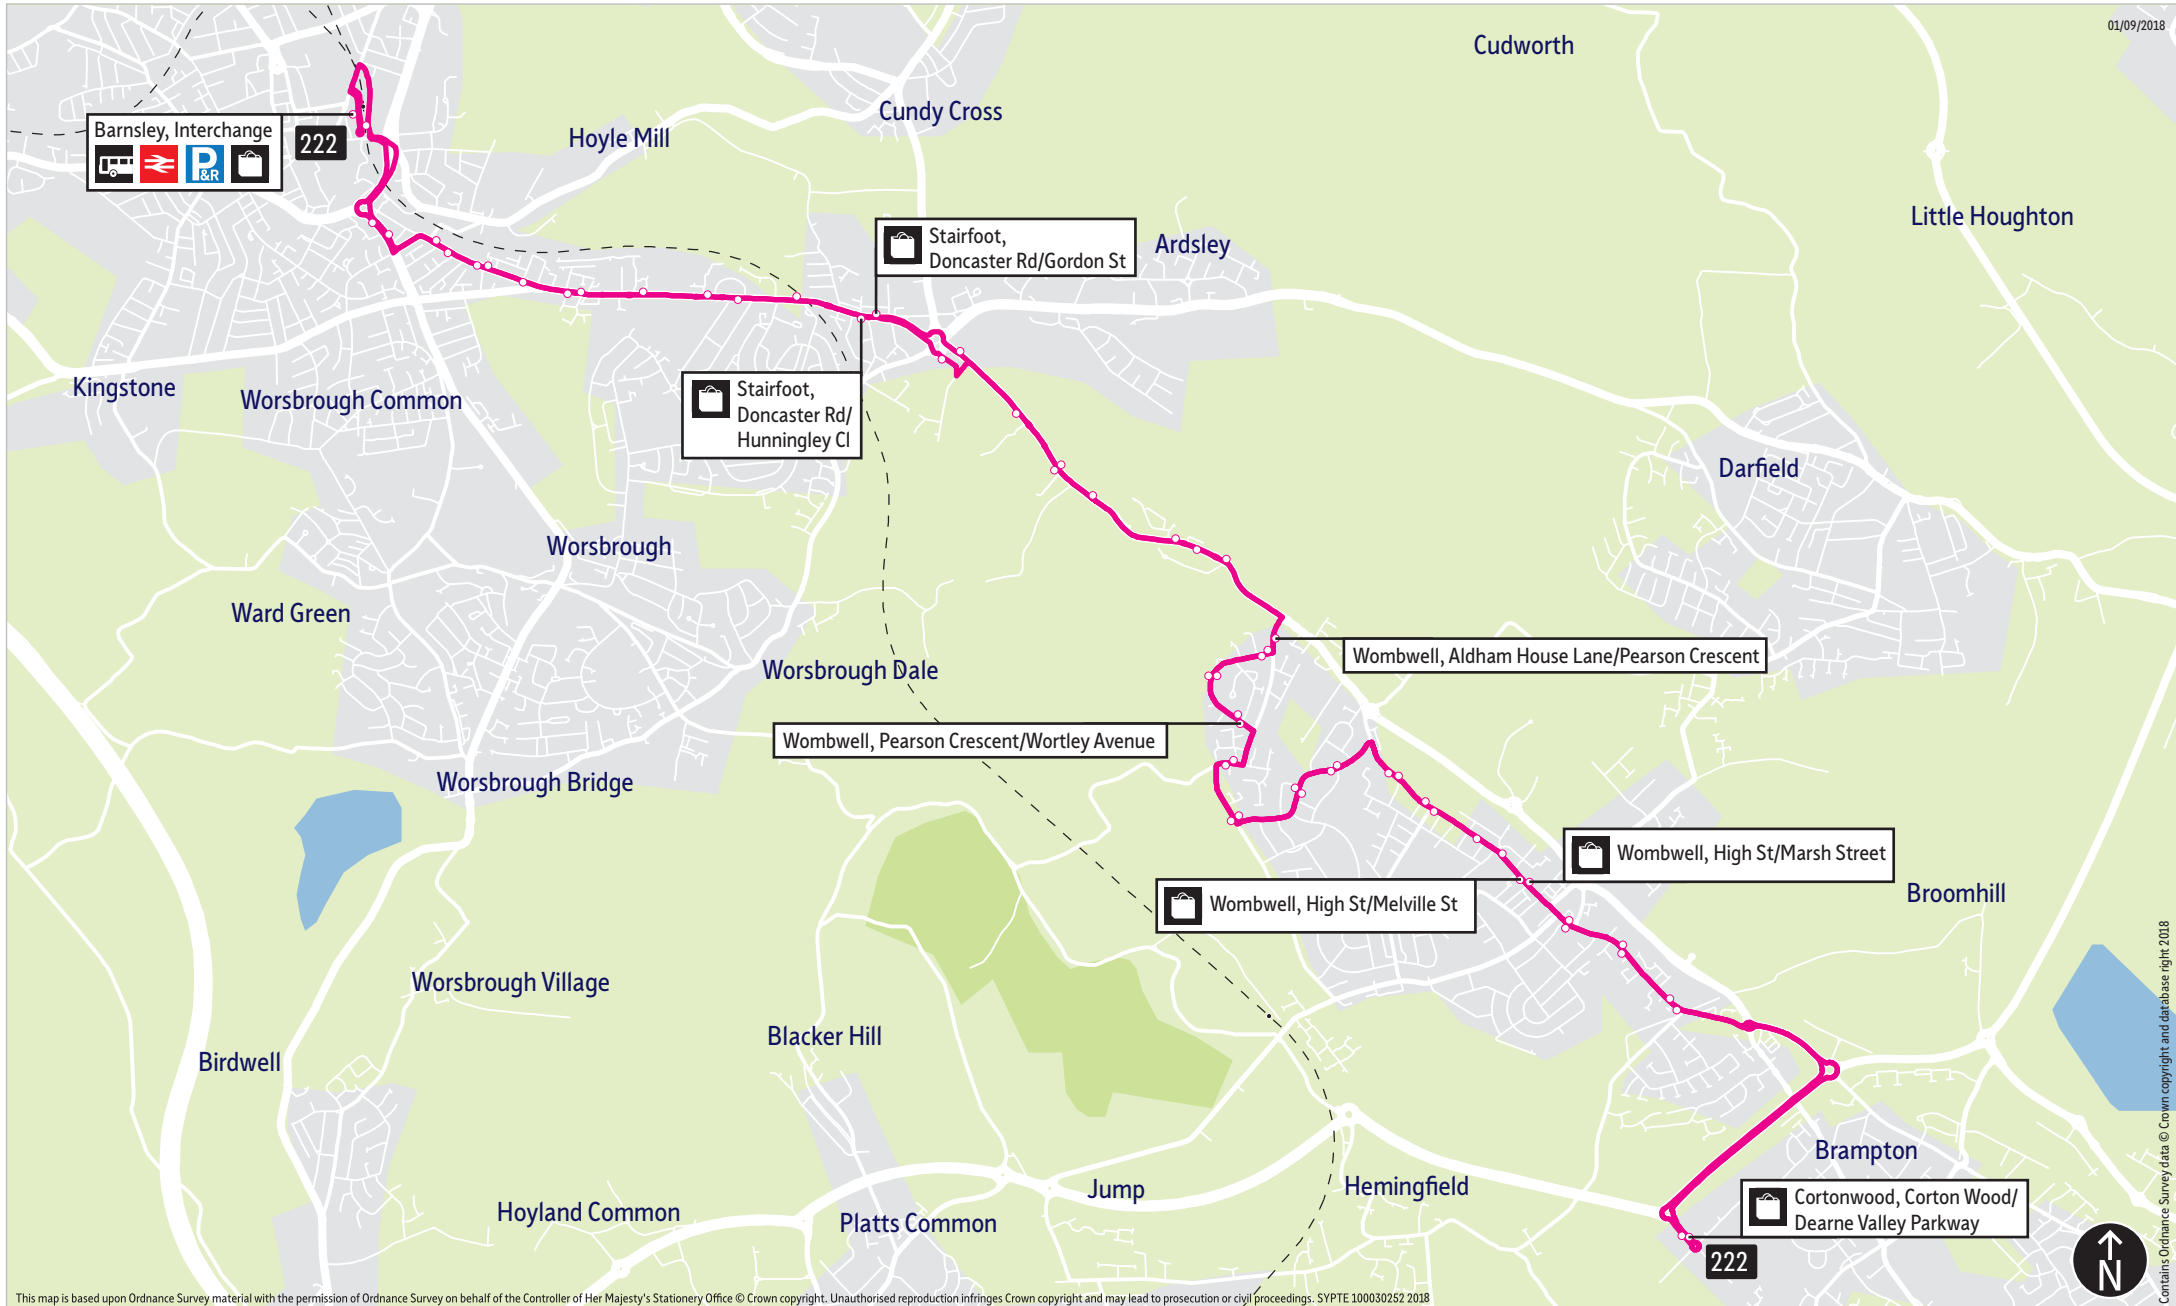 01/09/2018
Cudworth
Cundy Cross
Barnsley, Interchange
P
&R
222
Hoyle Mill
Little Houghton
Stairfoot,
Doncaster Rd/Gordon St
Ardsley
Kingstone
Worsbrough Common
Stairfoot,
Doncaster Rd/
Hunningley Cl
Darfield
Worsbrough
Ward Green
Worsbrough Dale
Wombwell, Aldham House Lane/Pearson Crescent
Wombwell, Pearson Crescent/Wortley Avenue
Worsbrough Bridge
Wombwell, High St/Marsh Street
Wombwell, High St/Melville St
Broomhill
Worsbrough Village
Blacker Hill
Birdwell
Brampton
Jump
Hemingfield
Hoyland Common
Platts Common
Cortonwood, Corton Wood/
Dearne Valley Parkway
222
N
Contains Ordnance Survey data © Crown copyright and database right 2018
This map is based upon Ordnance Survey material with the permission of Ordnance Survey on behalf of the Controller of Her Majesty's Stationery Office © Crown copyright. Unauthorised reproduction infringes Crown copyright and may lead to prosecution or civil proceedings. SYPTE 100030252 2018